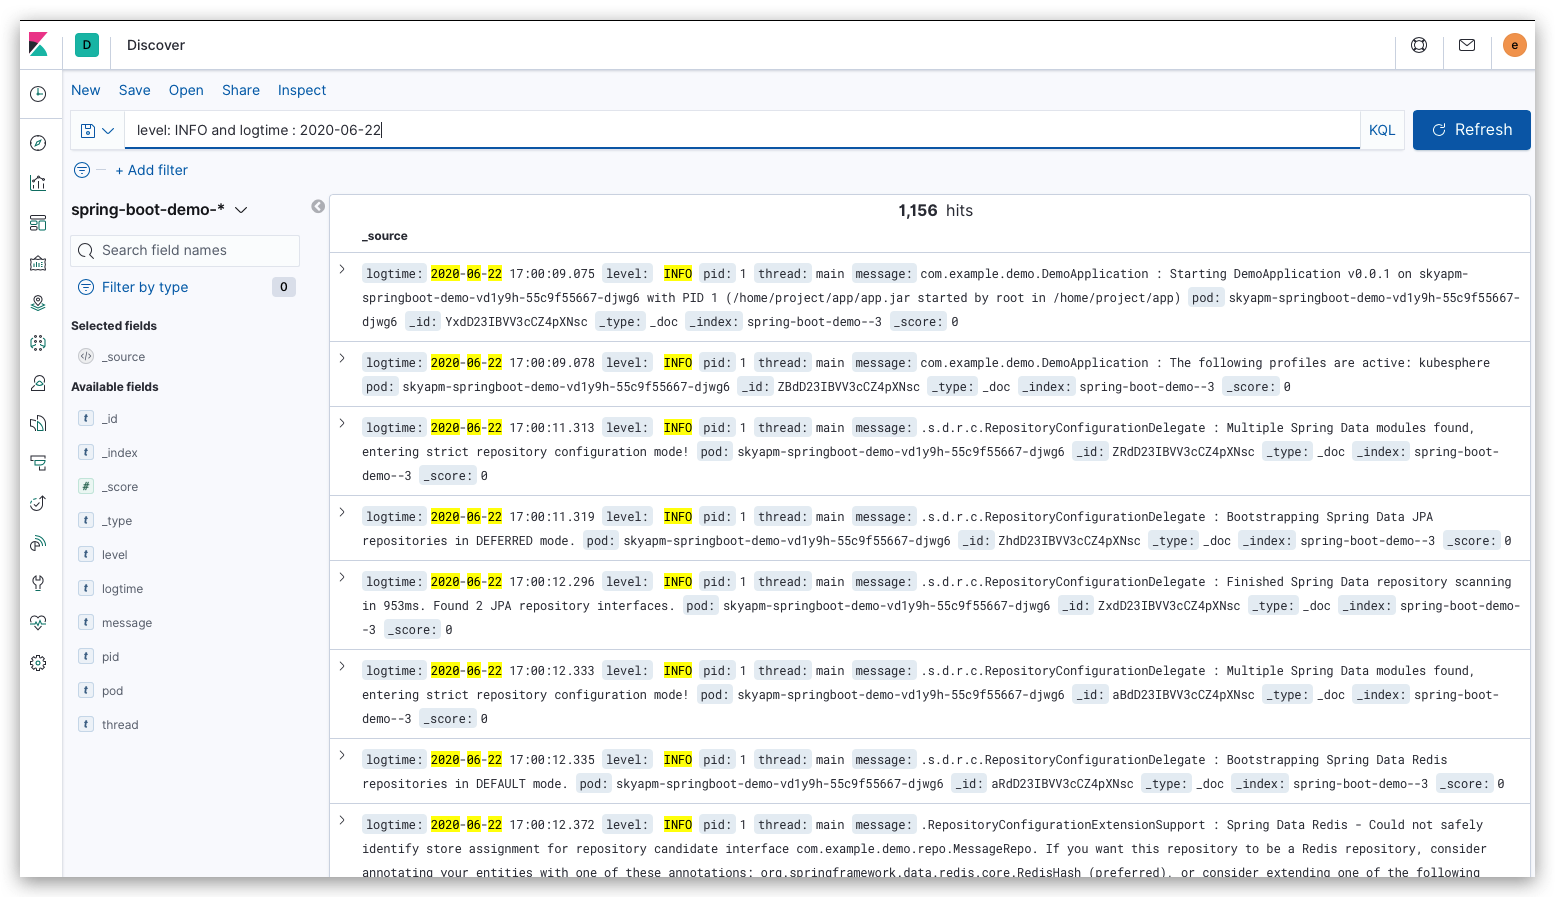 D Discover e
New Save Open Share Inspect
level: INFO and logtime : 2020-06-22 KQL Refresh
+ Add filter
spring-boot-demo-*
Search field names
Filter by type 0
Selected fields
_source
Available fields
t _id
t _index
# _score
t _type
t level
t logtime
t message
t pid
t pod
t thread
1,156 hits
_source
logtime: 2020-06-22 17:00:09.075 level: INFO pid: 1 thread: main message: com.example.demo.DemoApplication : Starting DemoApplication v0.0.1 on skyapm-
springboot-demo-vd1y9h-55c9f55667-djwg6 with PID 1 (/home/project/app/app.jar started by root in /home/project/app) pod: skyapm-springboot-demo-vd1y9h-55c9f55667-
djwg6 _id: YxdD23IBVV3cCZ4pXNsc _type: _doc _index: spring-boot-demo--3 _score: 0
logtime: 2020-06-22 17:00:09.078 level: INFO pid: 1 thread: main message: com.example.demo.DemoApplication : The following profiles are active: kubesphere
pod: skyapm-springboot-demo-vd1y9h-55c9f55667-djwg6 _id: ZBdD23IBVV3cCZ4pXNsc _type: _doc _index: spring-boot-demo--3 _score: 0
logtime: 2020-06-22 17:00:11.313 level: INFO pid: 1 thread: main message: .s.d.r.c.RepositoryConfigurationDelegate : Multiple Spring Data modules found,
entering strict repository configuration mode! pod: skyapm-springboot-demo-vd1y9h-55c9f55667-djwg6 _id: ZRdD23IBVV3cCZ4pXNsc _type: _doc _index: spring-boot-
demo--3 _score: 0
logtime: 2020-06-22 17:00:11.319 level: INFO pid: 1 thread: main message: .s.d.r.c.RepositoryConfigurationDelegate : Bootstrapping Spring Data JPA
repositories in DEFERRED mode. pod: skyapm-springboot-demo-vd1y9h-55c9f55667-djwg6 _id: ZhdD23IBVV3cCZ4pXNsc _type: _doc _index: spring-boot-demo--3 _score: 0
logtime: 2020-06-22 17:00:12.296 level: INFO pid: 1 thread: main message: .s.d.r.c.RepositoryConfigurationDelegate : Finished Spring Data repository scanning
in 953ms. Found 2 JPA repository interfaces. pod: skyapm-springboot-demo-vd1y9h-55c9f55667-djwg6 _id: ZxdD23IBVV3cCZ4pXNsc _type: _doc _index: spring-boot-demo-
-3 _score: 0
logtime: 2020-06-22 17:00:12.333 level: INFO pid: 1 thread: main message: .s.d.r.c.RepositoryConfigurationDelegate : Multiple Spring Data modules found,
entering strict repository configuration mode! pod: skyapm-springboot-demo-vd1y9h-55c9f55667-djwg6 _id: aBdD23IBVV3cCZ4pXNsc _type: _doc _index: spring-boot-
demo--3 _score: 0
logtime: 2020-06-22 17:00:12.335 level: INFO pid: 1 thread: main message: .s.d.r.c.RepositoryConfigurationDelegate : Bootstrapping Spring Data Redis
repositories in DEFAULT mode. pod: skyapm-springboot-demo-vd1y9h-55c9f55667-djwg6 _id: aRdD23IBVV3cCZ4pXNsc _type: _doc _index: spring-boot-demo--3 _score: 0
logtime: 2020-06-22 17:00:12.372 level: INFO pid: 1 thread: main message: .RepositoryConfigurationExtensionSupport : Spring Data Redis - Could not safely
identify store assignment for repository candidate interface com.example.demo.repo.MessageRepo. If you want this repository to be a Redis repository, consider
annotating your entities with one of these annotations: org.springframework.data.redis.core.RedisHash (preferred), or consider extending one of the following